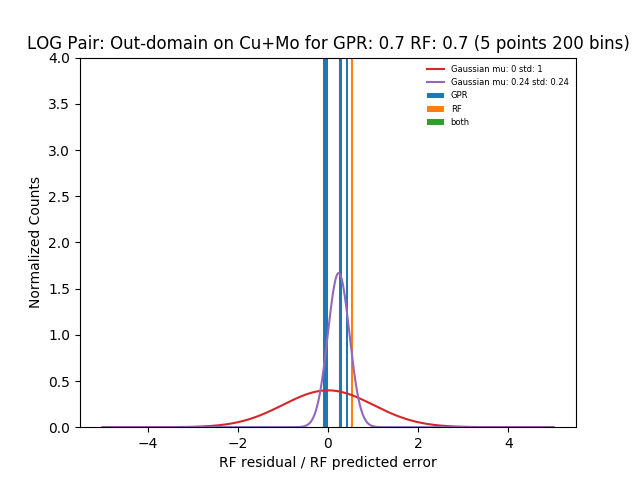 LOG Pair: Out-domain on Cu+Mo for GPR: 0.7 RF: 0.7 (5 points 200 bins)
Gaussian mu: 0 std: 1
Gaussian mu: 0.24 std: 0.24
GPR
RF
both
Normalized Counts
4.0
3.5
3.0
2.5
2.0
1.5
1.0
0.5
0.0
−4 −2 0 2 4
RF residual / RF predicted error